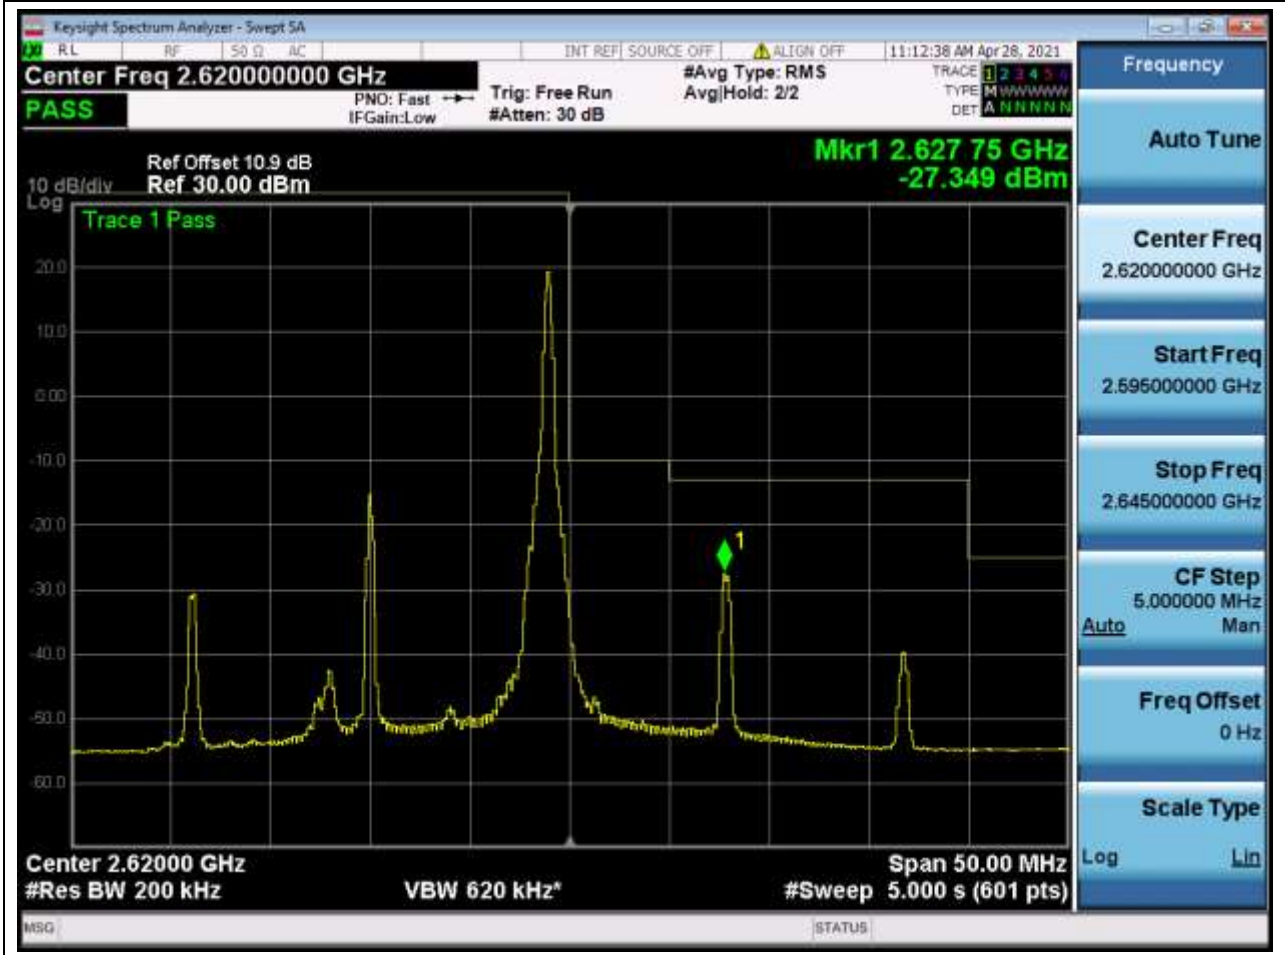 Keysight Spectrum Analyzer - Swept SA
RL RF 50 Ω AC INT REF SOURCE OFF ALIGN OFF 11:12:38 AM Apr 28, 2021
Center Freq 2.620000000 GHz
PASS
PNO: Fast
IFGain:Low
Trig: Free Run
#Atten: 30 dB
#Avg Type: RMS
Avg|Hold: 2/2
TRACE 1 2 3 4 5 6
TYPE M WWWWW
DET A N N N N N
Mkr1 2.627 75 GHz
-27.349 dBm
Ref Offset 10.9 dB
10 dB/div Ref 30.00 dBm
Log
Trace 1 Pass
20.0
10.0
0.00
-10.0
-20.0
-30.0
-40.0
-50.0
-60.0
1
Center 2.62000 GHz
Span 50.00 MHz
#Res BW 200 kHz
VBW 620 kHz*
#Sweep 5.000 s (601 pts)
MSG
STATUS
Frequency
Auto Tune
Center Freq
2.620000000 GHz
Start Freq
2.595000000 GHz
Stop Freq
2.645000000 GHz
CF Step
5.000000 MHz
Auto Man
Freq Offset
0 Hz
Scale Type
Log Lin